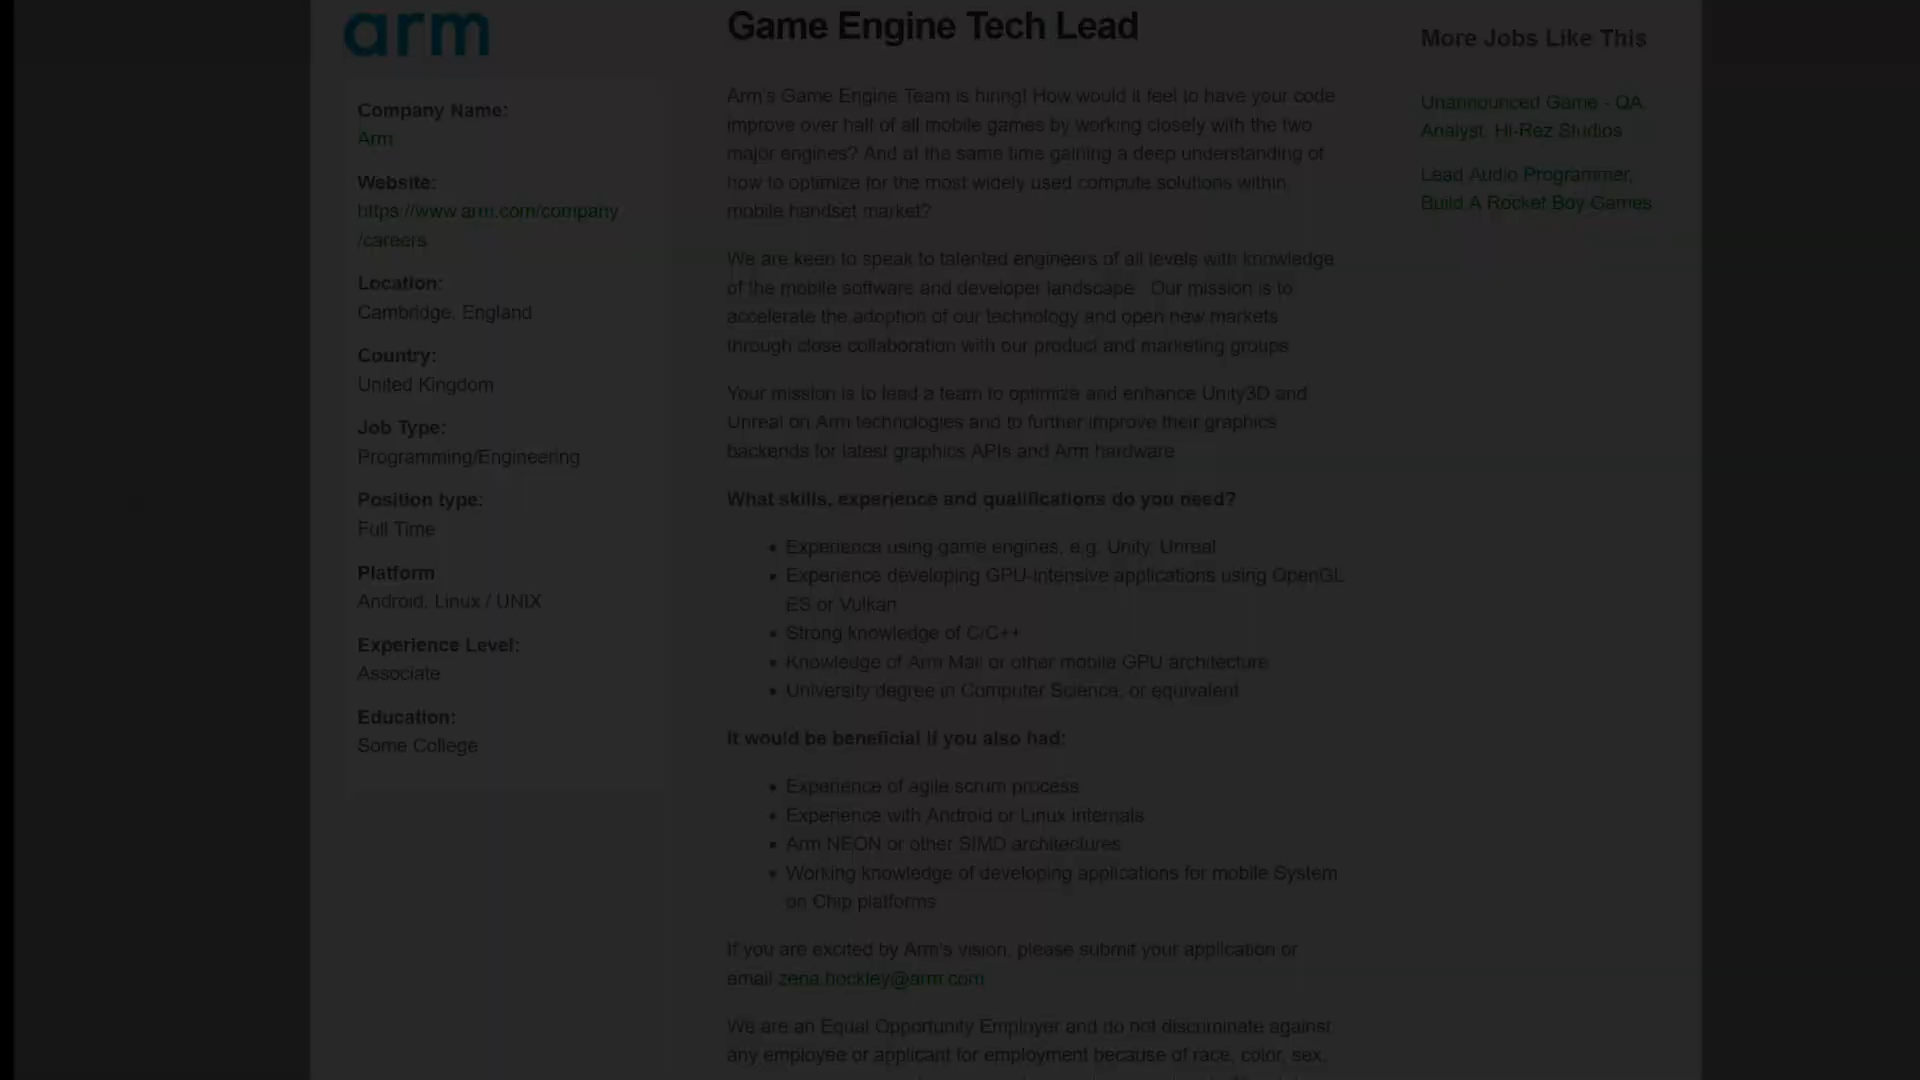 arm
Company Name:
Arm
Website:
https://www.arm.com/company
/careers
Location:
Cambridge, England
Country:
United Kingdom
Job Type:
Programming/Engineering
Position type:
Full Time
Platform
Android, Linux / UNIX
Experience Level:
Associate
Education:
Some College
Game Engine Tech Lead
Arm's Game Engine Team is hiring! How would it feel to have your code
improve over half of all mobile games by working closely with the two
major engines? And at the same time gaining a deep understanding of
how to optimize for the most widely used compute solutions within
mobile handset market?
We are keen to speak to talented engineers of all levels with knowledge
of the mobile software and developer landscape. Our mission is to
accelerate the adoption of our technology and open new markets
through close collaboration with our product and marketing groups.
Your mission is to lead a team to optimize and enhance Unity3D and
Unreal on Arm technologies and to further improve their graphics
backends for latest graphics APIs and Arm hardware.
What skills, experience and qualifications do you need?
• Experience using game engines, e.g. Unity, Unreal
• Experience developing GPU-intensive applications using OpenGL
ES or Vulkan
• Strong knowledge of C/C++
• Knowledge of Arm Mali or other mobile GPU architecture
• University degree in Computer Science, or equivalent
It would be beneficial if you also had:
• Experience of agile scrum process
• Experience with Android or Linux internals
• Arm NEON or other SIMD architectures
• Working knowledge of developing applications for mobile System
on Chip platforms
If you are excited by Arm's vision, please submit your application or
email zena.hockley@arm.com
We are an Equal Opportunity Employer and do not discriminate against
any employee or applicant for employment because of race, color, sex,
More Jobs Like This
Unannounced Game - QA
Analyst, Hi-Rez Studios
Lead Audio Programmer,
Build A Rocket Boy Games